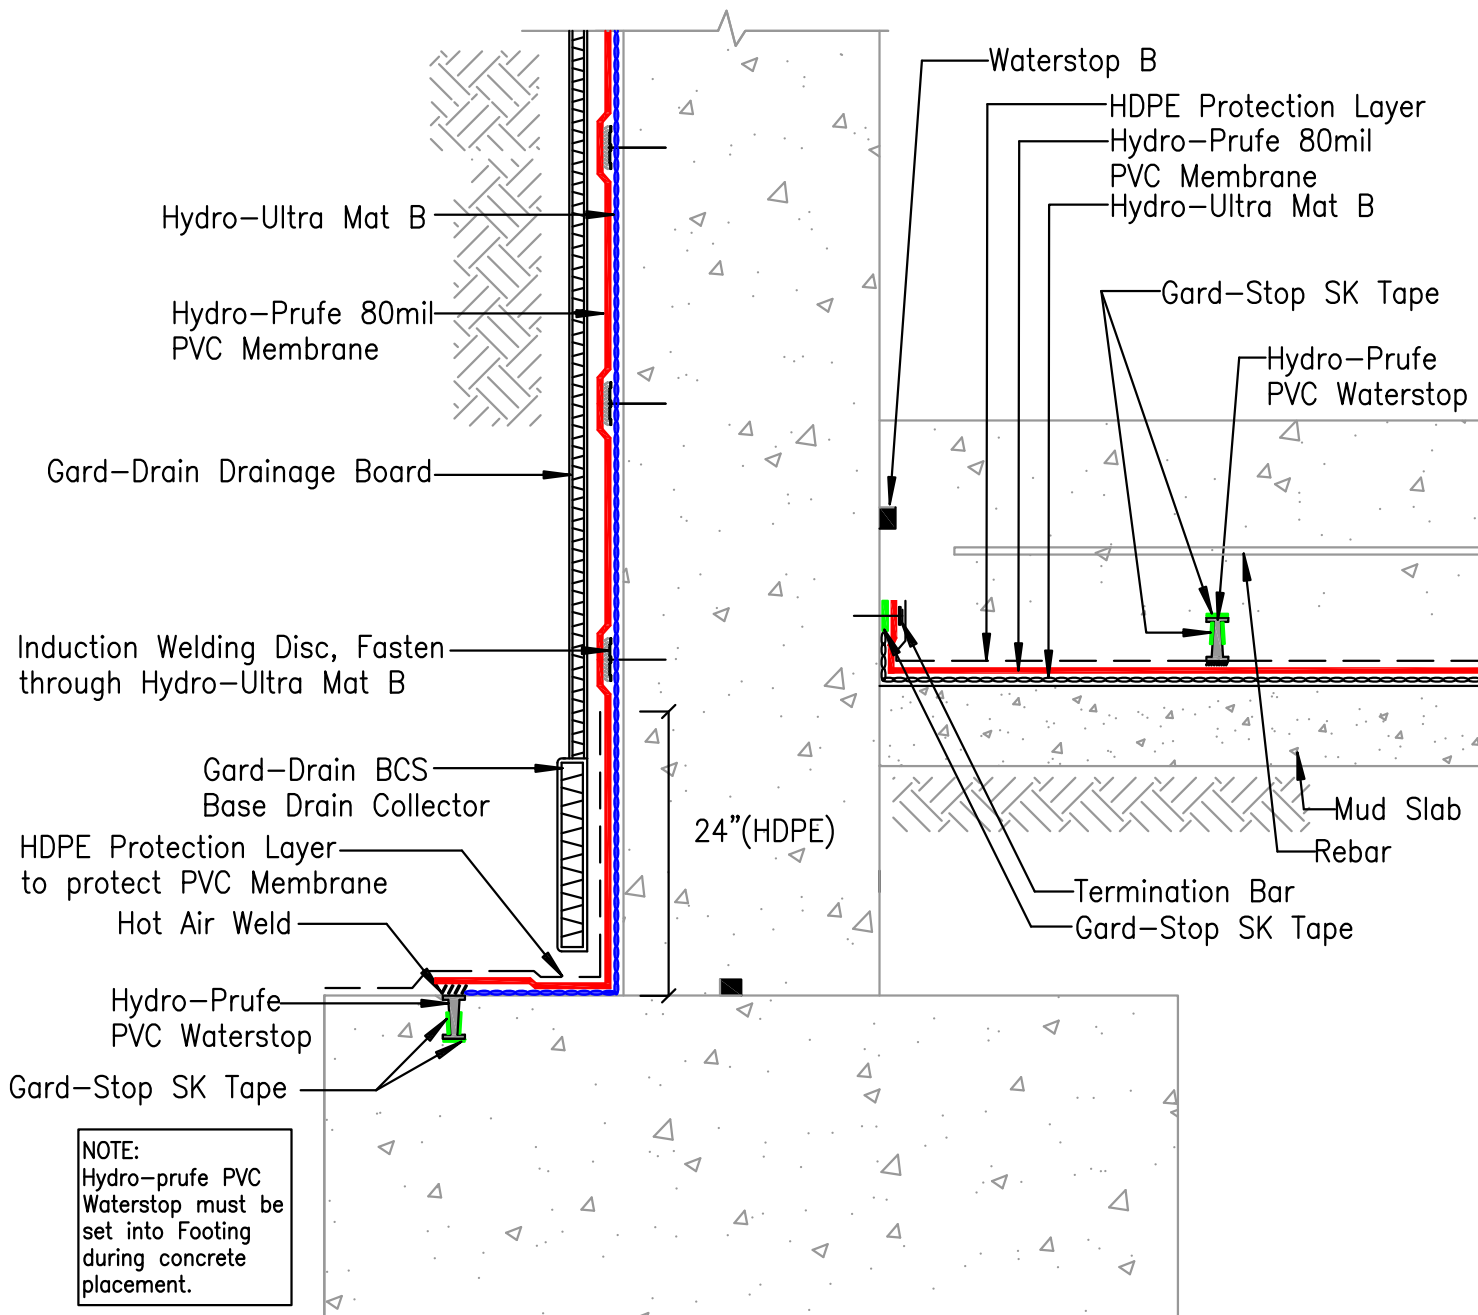 Waterstop B
HDPE Protection Layer
Hydro-Prufe 80mil
PVC Membrane
Hydro-Ultra Mat B
Hydro-Ultra Mat B
Gard-Stop SK Tape
Hydro-Prufe 80mil
PVC Membrane
Hydro-Prufe
PVC Waterstop
Gard-Drain Drainage Board
Induction Welding Disc, Fasten
through Hydro-Ultra Mat B
Gard-Drain BCS
Base Drain Collector
24"(HDPE)
Mud Slab
Rebar
HDPE Protection Layer
to protect PVC Membrane
Termination Bar
Gard-Stop SK Tape
Hot Air Weld
Hydro-Prufe
PVC Waterstop
Gard-Stop SK Tape
NOTE:
Hydro-prufe PVC
Waterstop must be
set into Footing
during concrete
placement.